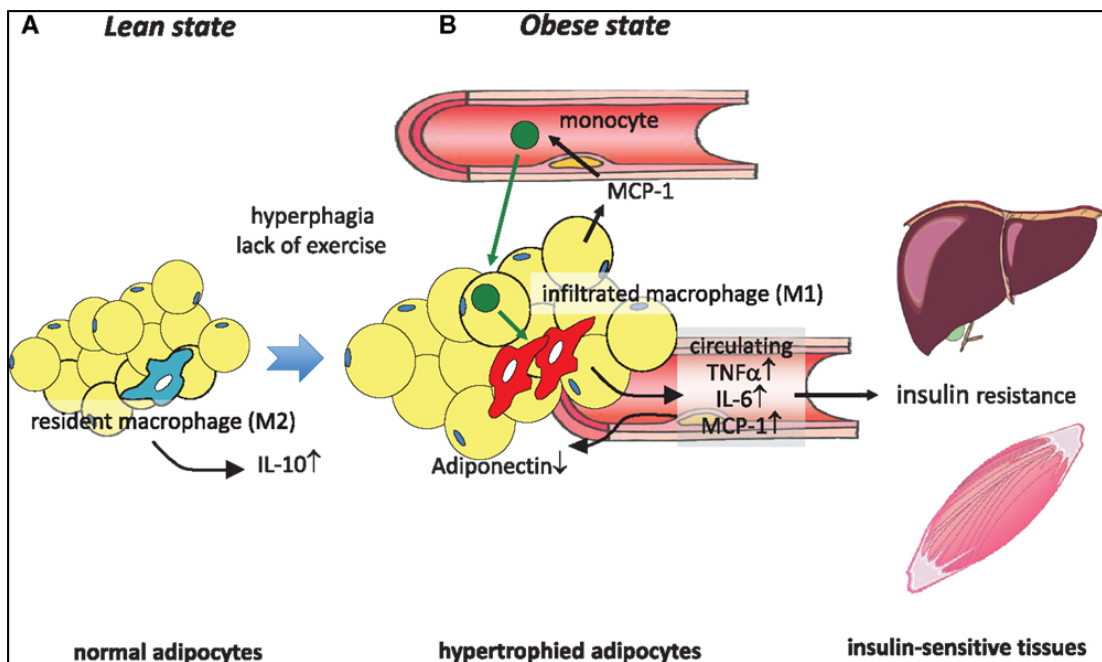 A Lean state
B Obese state
monocyte
MCP-1
hyperphagia
lack of exercise
infiltrated macrophage (M1)
circulating
TNFα↑
IL-6↑
MCP-1↑
insulin resistance
resident macrophage (M2)
IL-10↑
Adiponectin↓
normal adipocytes
hypertrophied adipocytes
insulin-sensitive tissues